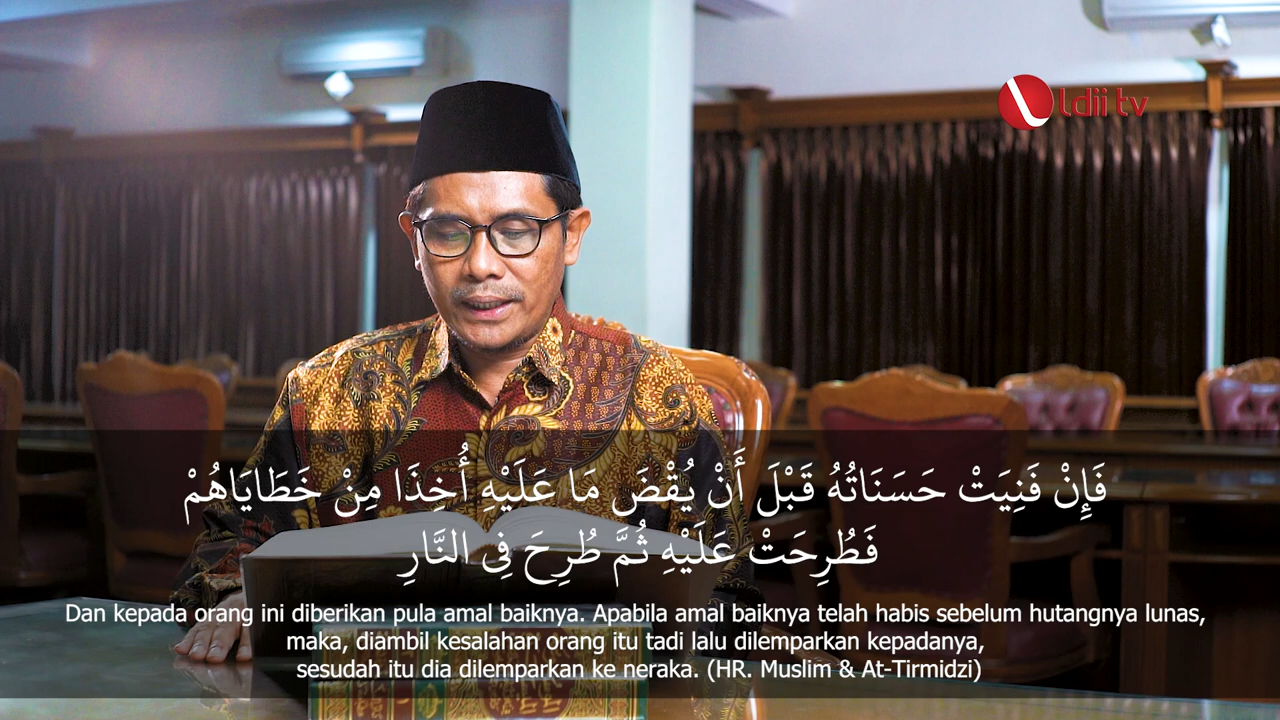 ldii tv
فَإِنْ فَنِيَتْ حَسَنَاتُهُ قَبْلَ أَنْ يُقْضَ مَا عَلَيْهِ أُخِذَا مِنْ خَطَايَاهُمْ
فَطُرِحَتْ عَلَيْهِ ثُمَّ طُرِحَ فِى النَّارِ
Dan kepada orang ini diberikan pula amal baiknya. Apabila amal baiknya telah habis sebelum hutangnya lunas,
maka, diambil kesalahan orang itu tadi lalu dilemparkan kepadanya,
sesudah itu dia dilemparkan ke neraka. (HR. Muslim & At-Tirmidzi)